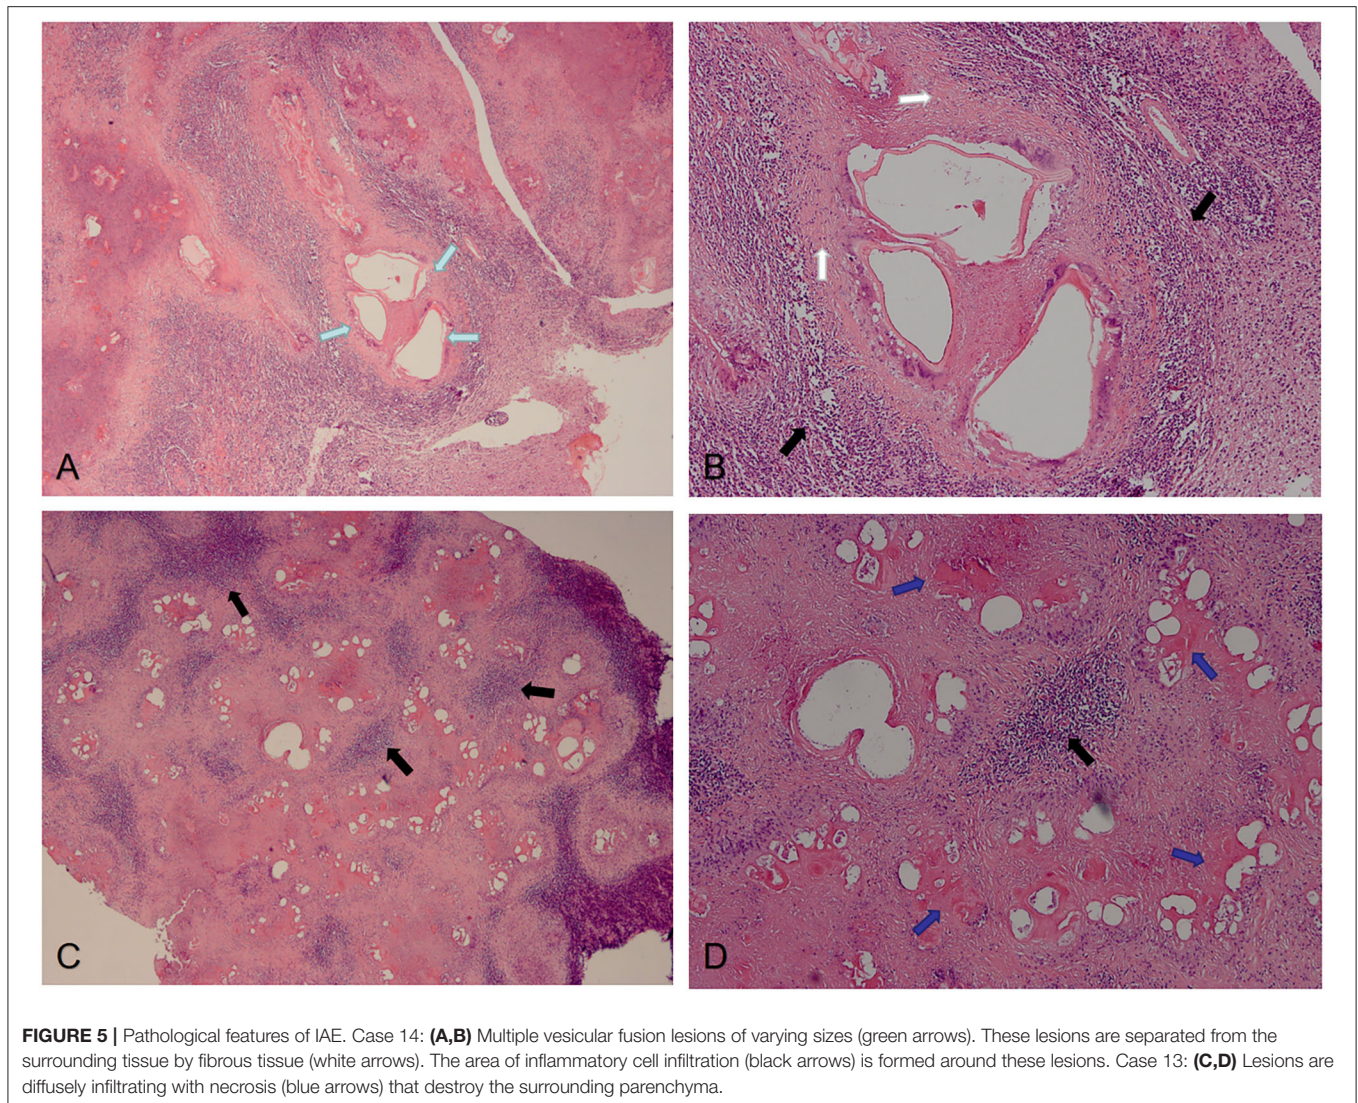 A
B
C
D
FIGURE 5 | Pathological features of IAE. Case 14: (A,B) Multiple vesicular fusion lesions of varying sizes (green arrows). These lesions are separated from the
surrounding tissue by fibrous tissue (white arrows). The area of inflammatory cell infiltration (black arrows) is formed around these lesions. Case 13: (C,D) Lesions are
diffusely infiltrating with necrosis (blue arrows) that destroy the surrounding parenchyma.